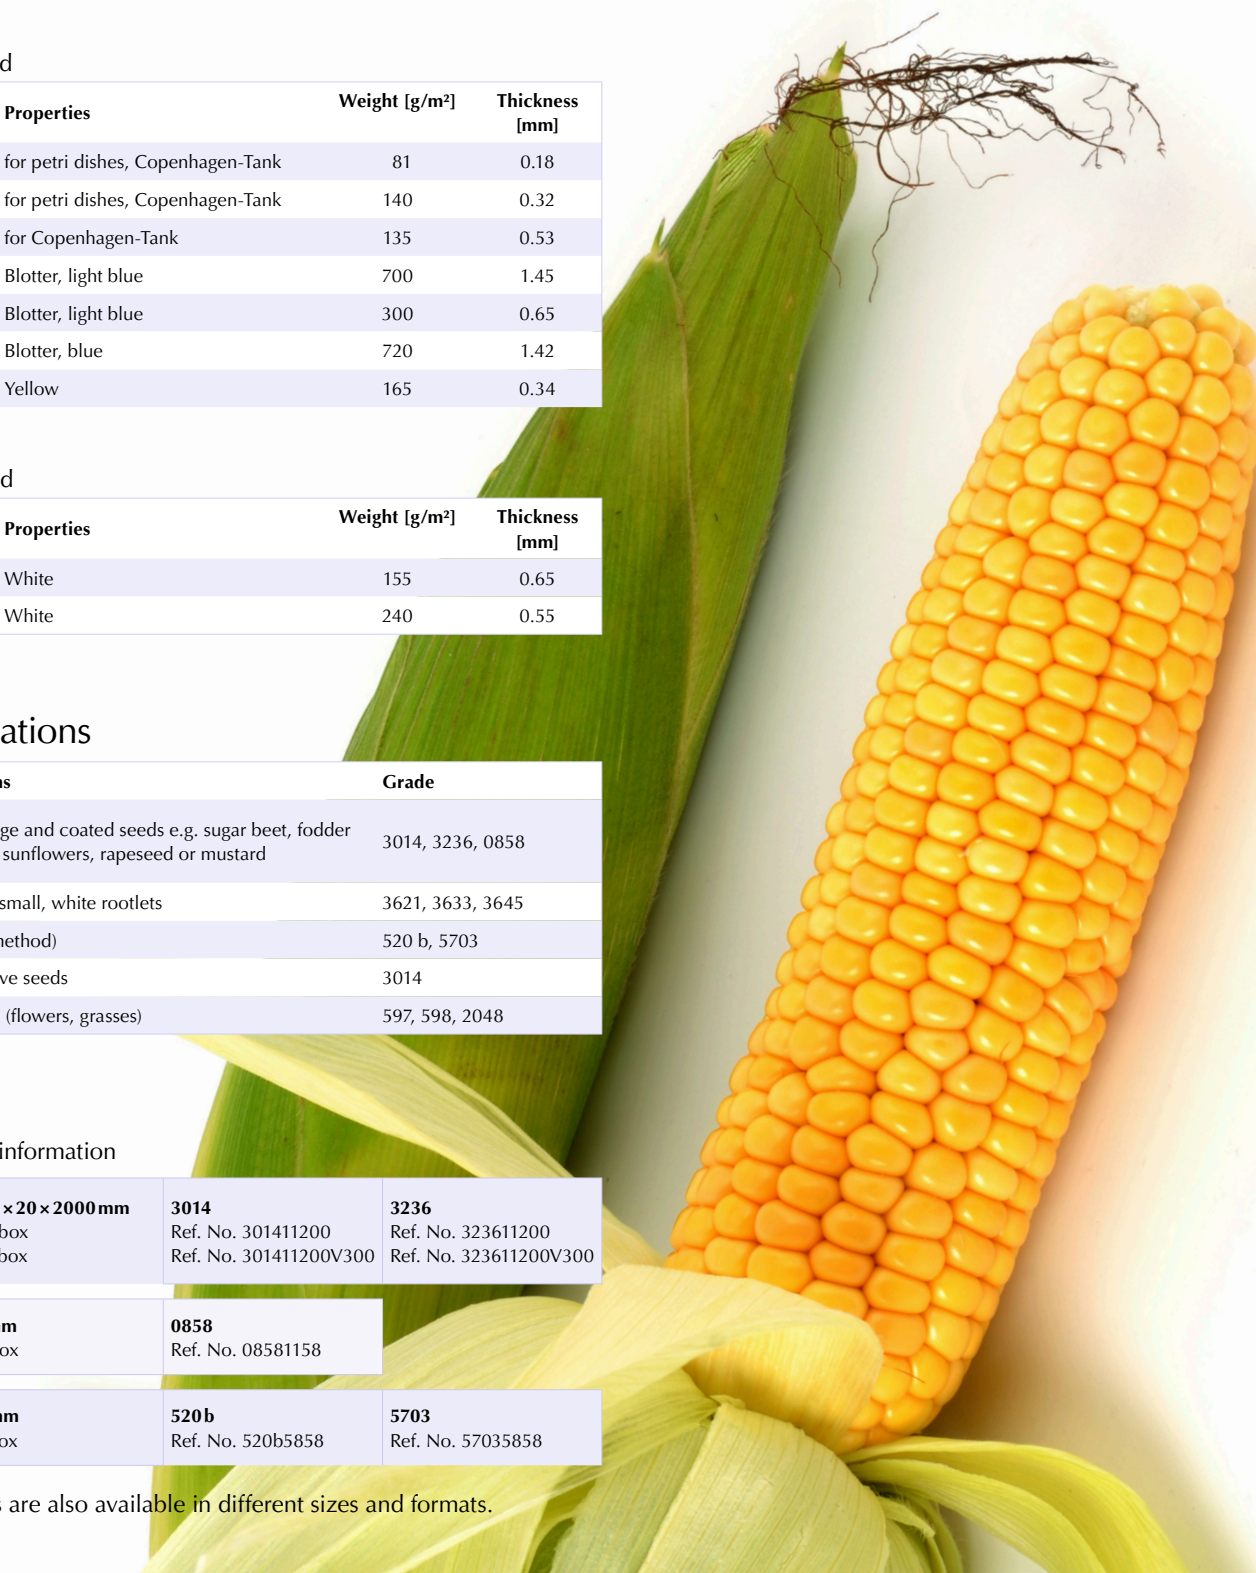 d
Properties Weight [g/m²] Thickness
[mm]
for petri dishes, Copenhagen-Tank 81 0.18
for petri dishes, Copenhagen-Tank 140 0.32
for Copenhagen-Tank 135 0.53
Blotter, light blue 700 1.45
Blotter, light blue 300 0.65
Blotter, blue 720 1.42
Yellow 165 0.34
d
Properties Weight [g/m²] Thickness
[mm]
White 155 0.65
White 240 0.55
ations
ns Grade
ge and coated seeds e.g. sugar beet, fodder
sunflowers, rapeseed or mustard
3014, 3236, 0858
small, white rootlets 3621, 3633, 3645
nethod) 520 b, 5703
ve seeds 3014
(flowers, grasses) 597, 598, 2048
information
×20×2000mm 3014 3236
box Ref. No. 301411200 Ref. No. 323611200
box Ref. No. 301411200V300 Ref. No. 323611200V300
m 0858
ox Ref. No. 08581158
nm 520b 5703
ox Ref. No. 520b5858 Ref. No. 57035858
s are also available in different sizes and formats.